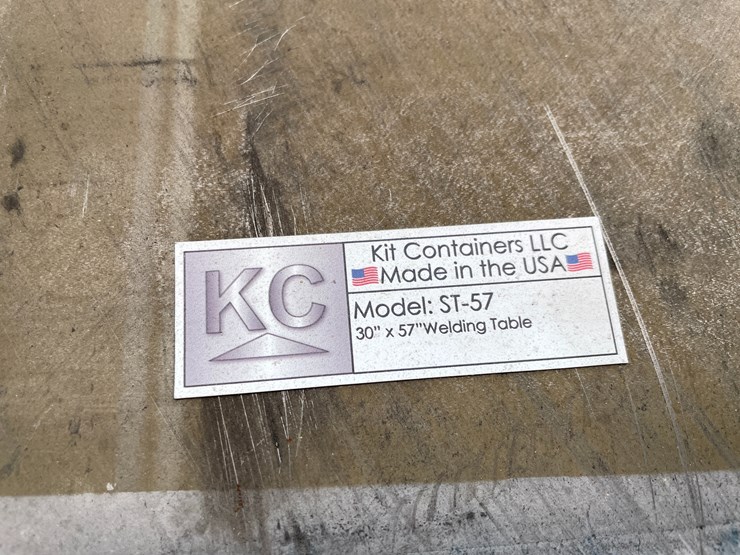 KC
Kit Containers LLC
Made in the USA
Model: ST-57
30" x 57"Welding Table